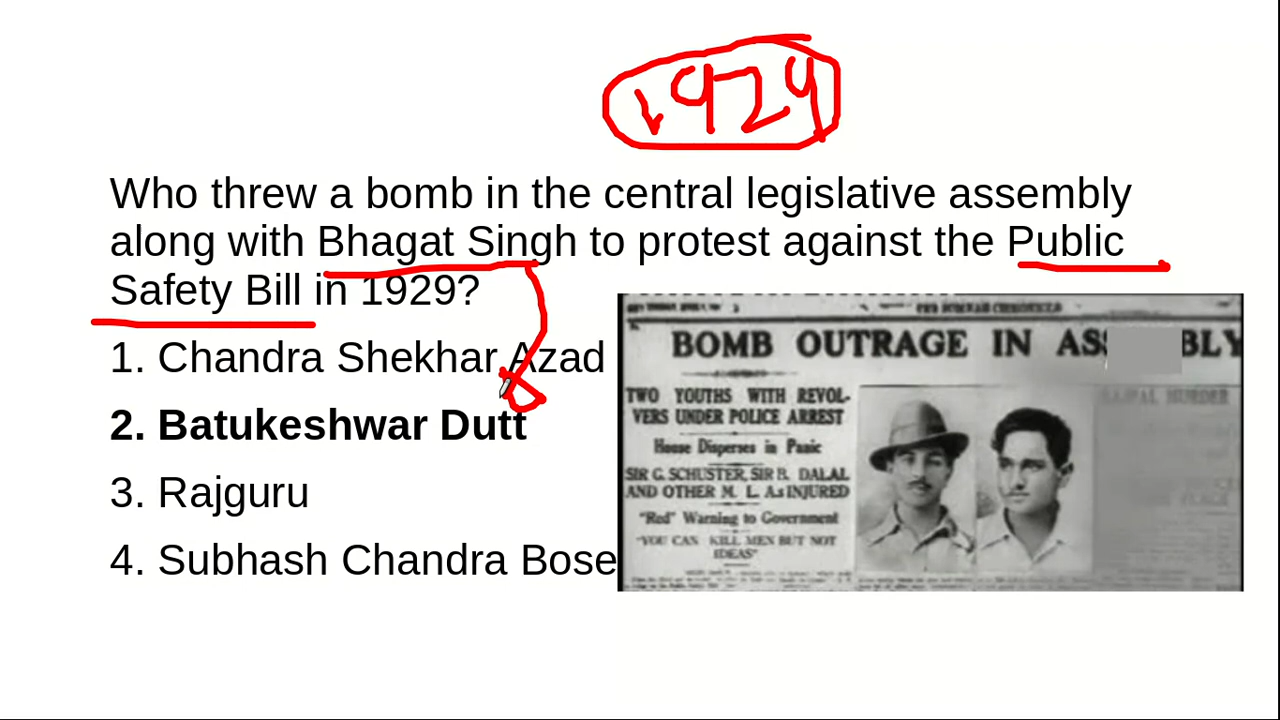 1929
Who threw a bomb in the central legislative assembly
along with Bhagat Singh to protest against the Public
Safety Bill in 1929?
1. Chandra Shekhar Azad
2. Batukeshwar Dutt
3. Rajguru
4. Subhash Chandra Bose
BOMB OUTRAGE IN ASS BLY
TWO YOUTHS WITH REVOL-
VERS UNDER POLICE ARREST
House Disperses in Panic
SIR G. SCHUSTER, SIR B. DALAL
AND OTHER M. L. As INJURED
"Red" Warning to Government
"YOU CAN KILL MEN BUT NOT
IDEAS"